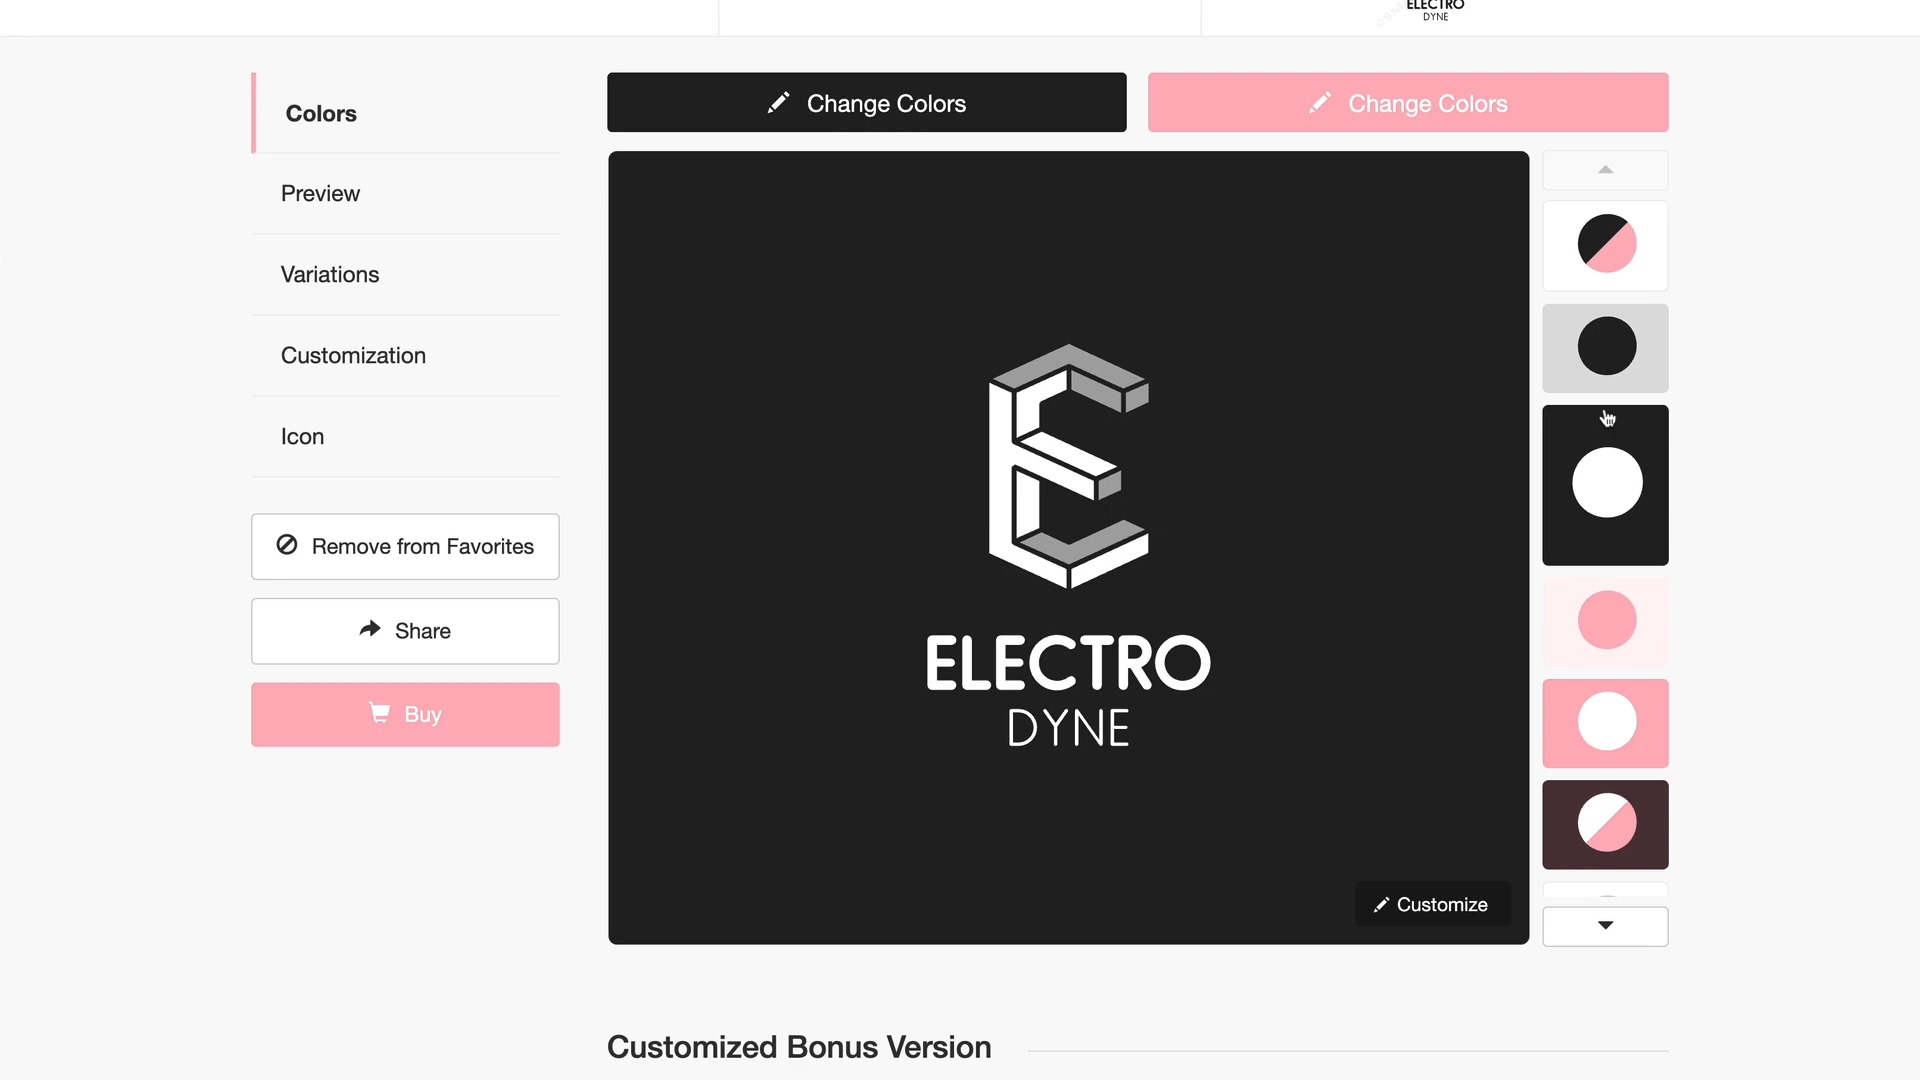 ELECTRO
DYNE
Colors
Preview
Variations
Customization
Icon
Remove from Favorites
Share
Buy
Change Colors
Change Colors
ELECTRO
DYNE
Customize
Customized Bonus Version